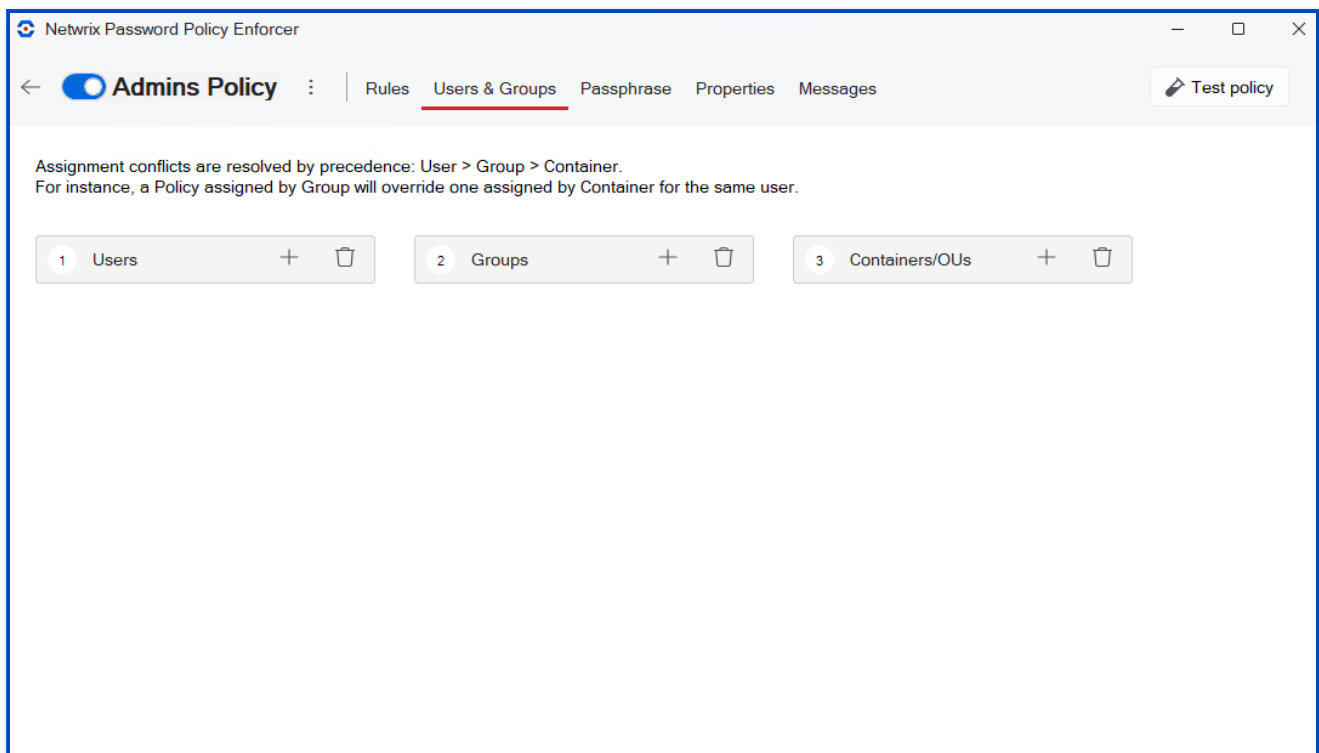 Netwrix Password Policy Enforcer
Admins Policy
Rules Users & Groups Passphrase Properties Messages
Test policy
Assignment conflicts are resolved by precedence: User > Group > Container.
For instance, a Policy assigned by Group will override one assigned by Container for the same user.
1 Users
2 Groups
3 Containers/OUs